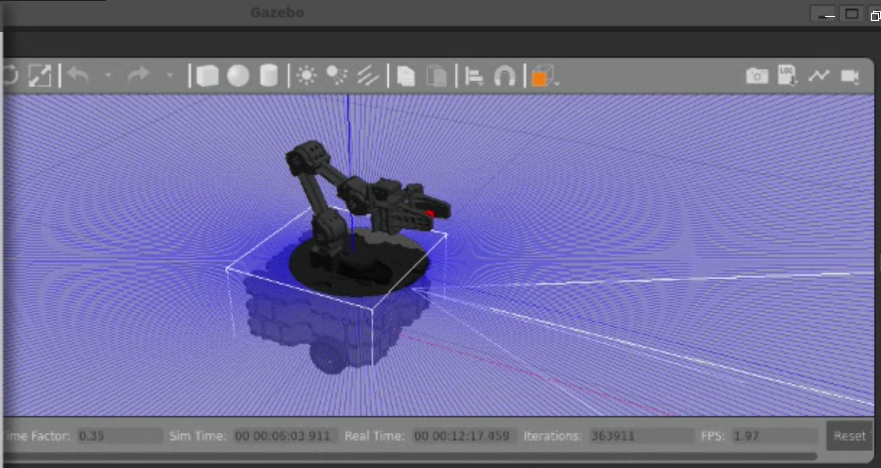 Gazebo
LOG
ime Factor: 0.35 Sim Time: 00 00:06:03.911 Real Time: 00 00:12:17.459 Iterations: 363911 FPS: 1.97 Reset